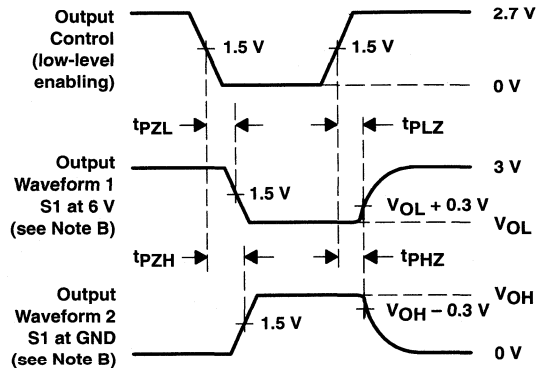 Output
Control
(low-level
enabling)
2.7 V
1.5 V
1.5 V
0 V
tPZL
tPLZ
Output
Waveform 1
S1 at 6 V
(see Note B)
3 V
1.5 V
VOL + 0.3 V
VOL
tPZH
tPHZ
Output
Waveform 2
S1 at GND
(see Note B)
VOH
1.5 V
VOH – 0.3 V
0 V